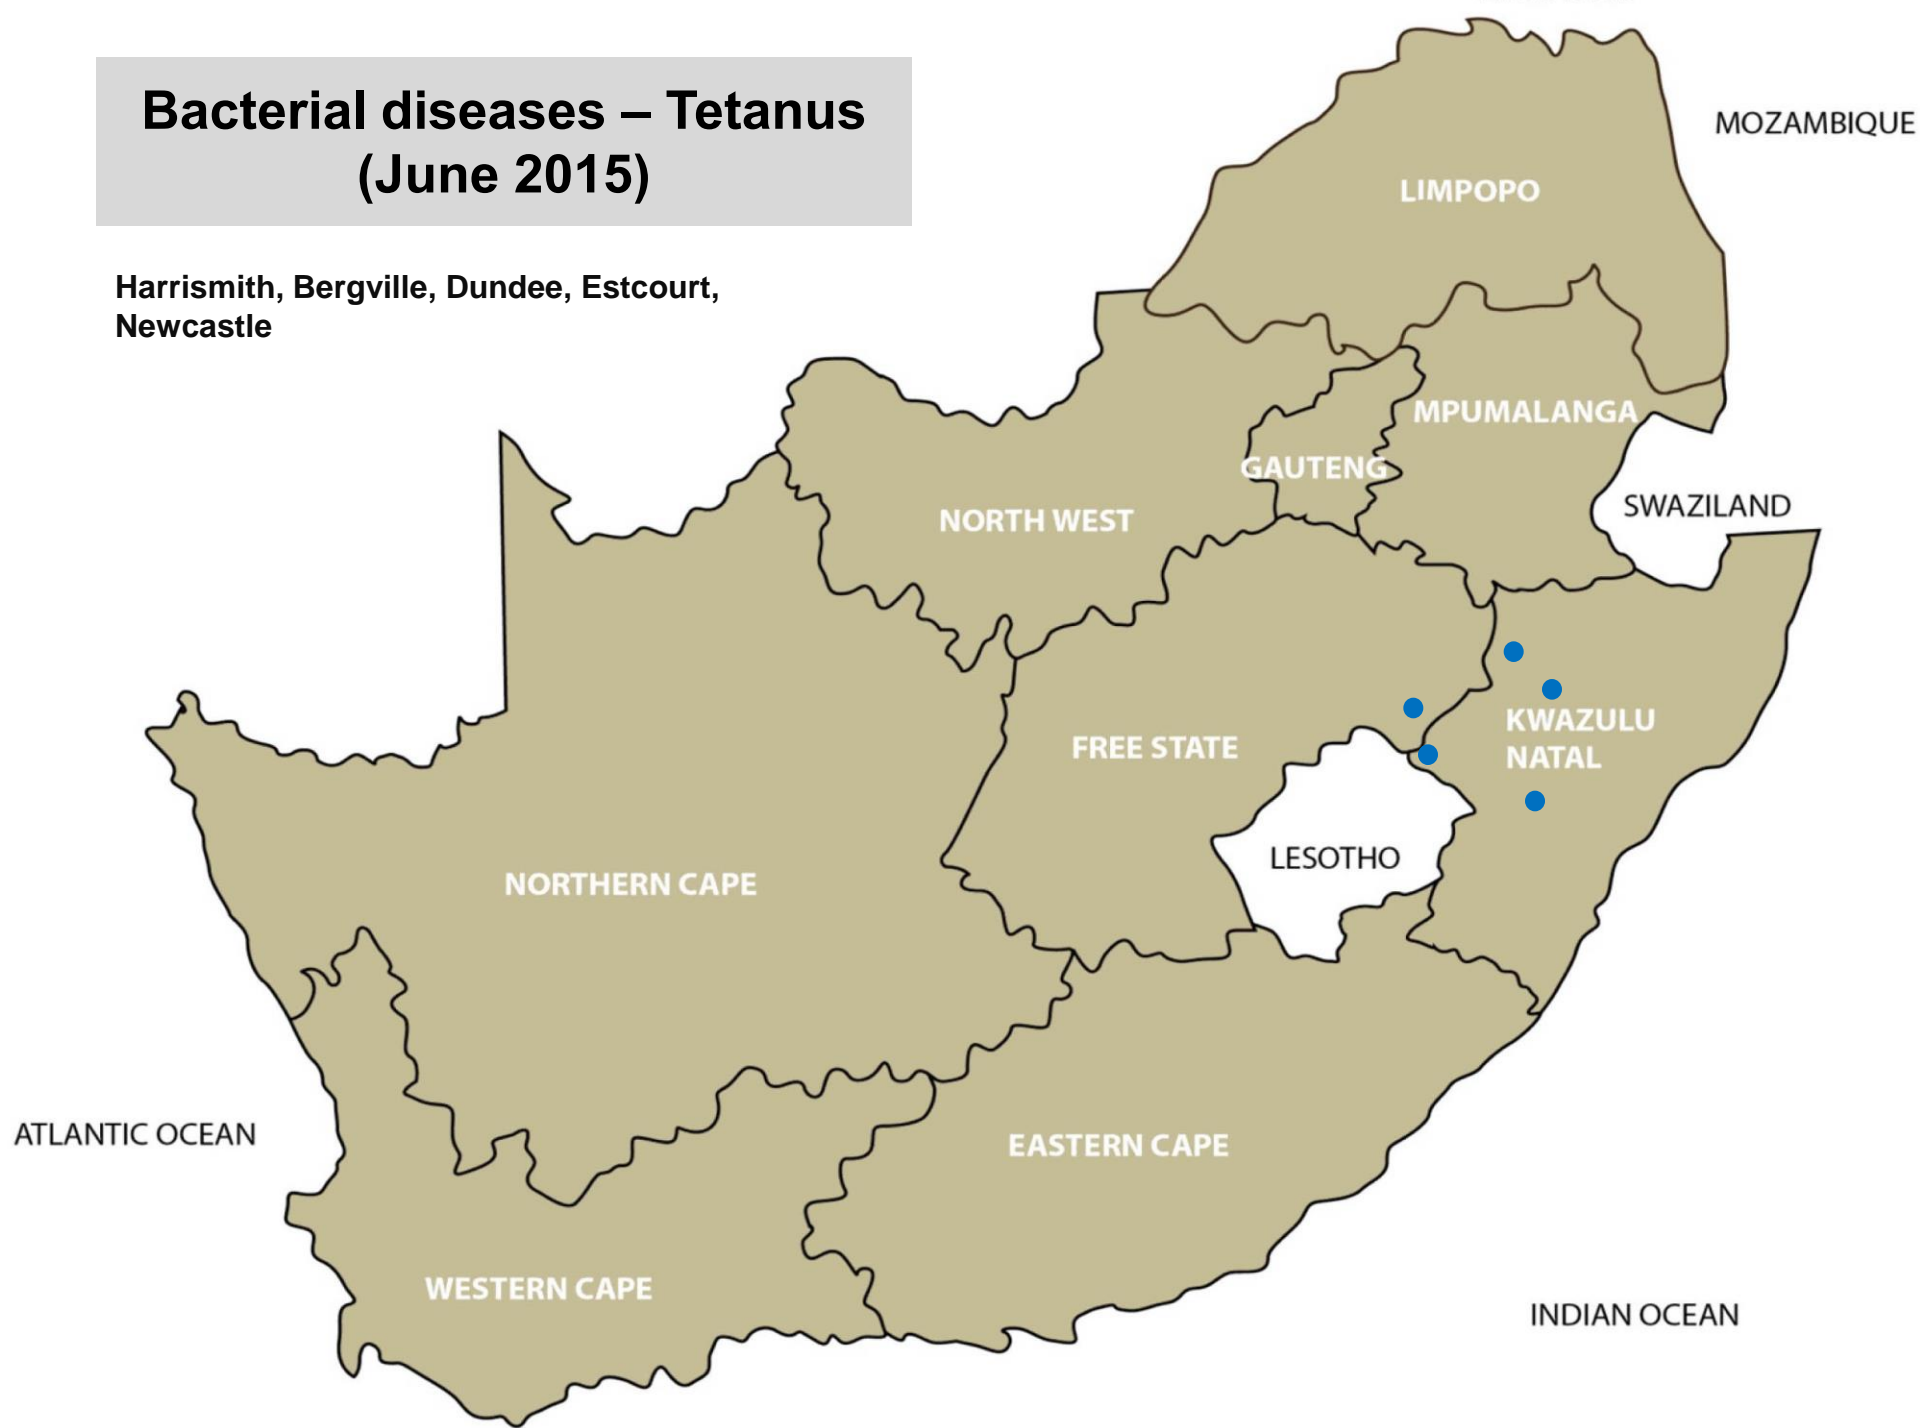 Bacterial diseases – Tetanus
(June 2015)
Harrismith, Bergville, Dundee, Estcourt,
Newcastle
MOZAMBIQUE
LIMPOPO
MPUMALANGA
GAUTENG
SWAZILAND
NORTH WEST
KWAZULU
NATAL
FREE STATE
LESOTHO
NORTHERN CAPE
ATLANTIC OCEAN
EASTERN CAPE
WESTERN CAPE
INDIAN OCEAN